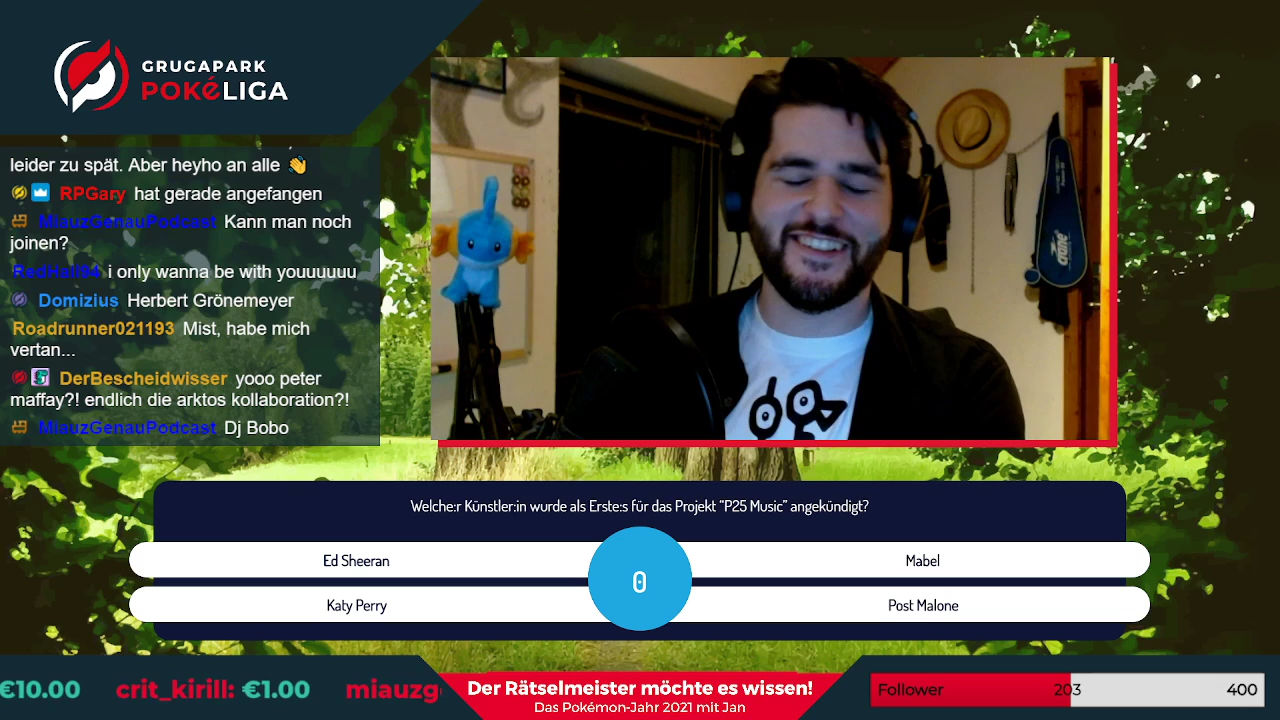 GRUGAPARK
POKéLIGA
leider zu spät. Aber heyho an alle 👋
RPGary hat gerade angefangen
MiauzGenauPodcast Kann man noch
joinen?
RedHail94 i only wanna be with youuuuuu
Domizius Herbert Grönemeyer
Roadrunner021193 Mist, habe mich
vertan...
DerBescheidwisser yooo peter
maffay?! endlich die arktos kollaboration?!
MiauzGenauPodcast Dj Bobo
Welche:r Künstler:in wurde als Erste:s für das Projekt “P25 Music” angekündigt?
Ed Sheeran
Mabel
0
Katy Perry
Post Malone
€10.00 crit_kirill: €1.00 miauzg
Der Rätselmeister möchte es wissen!
Das Pokémon-Jahr 2021 mit Jan
Follower 203 400